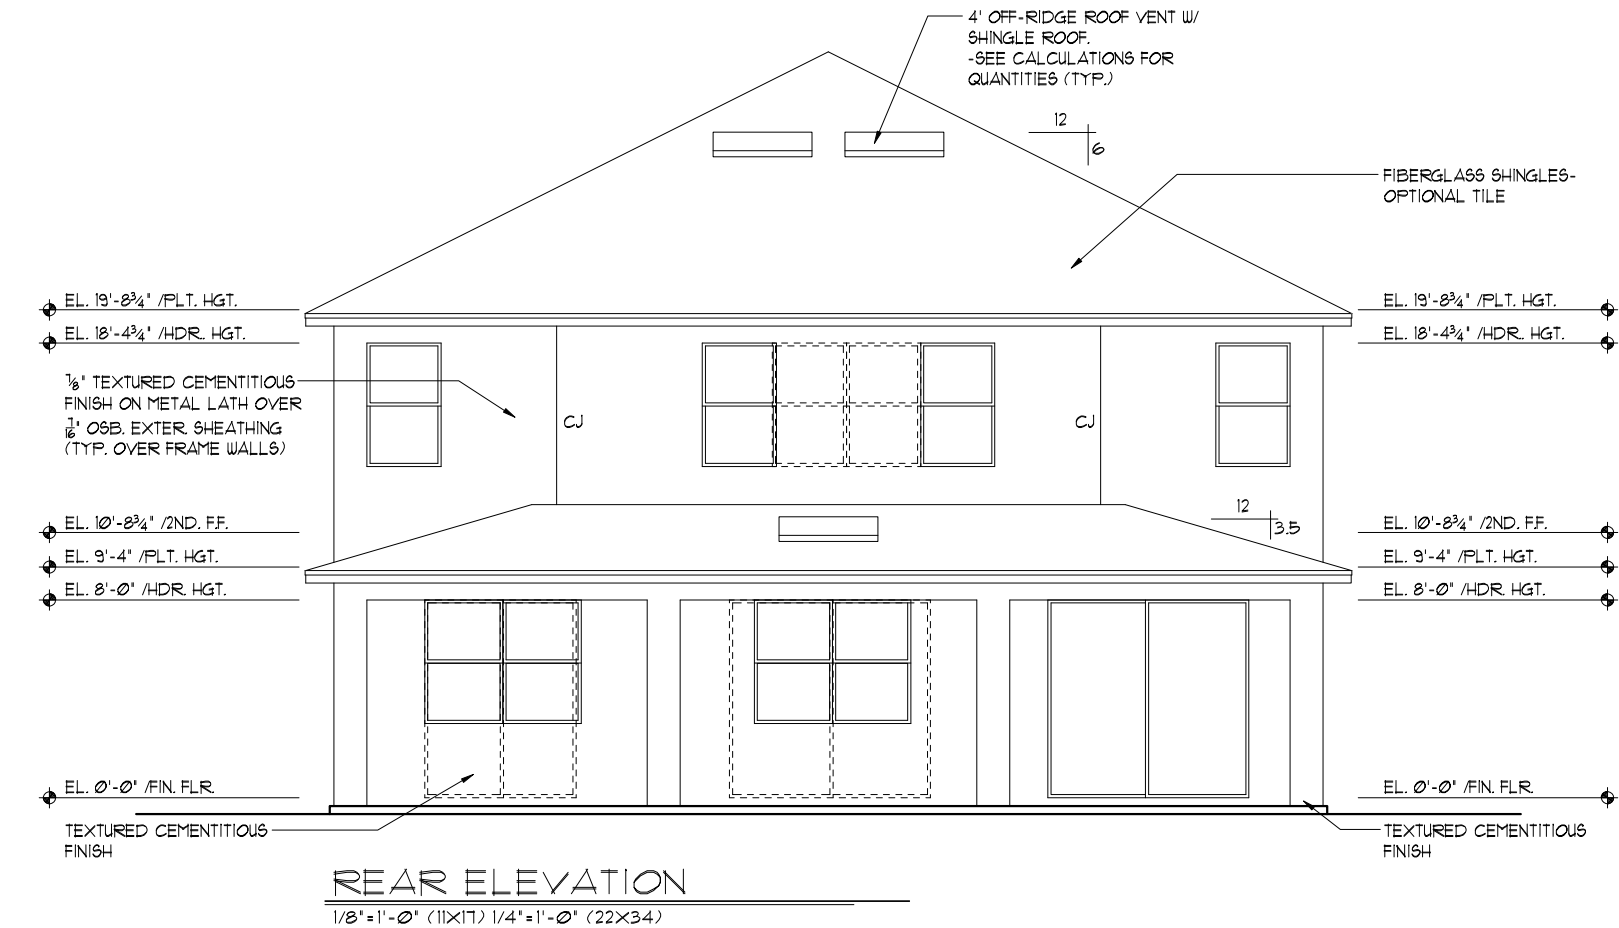 4' OFF-RIDGE ROOF VENT W/
SHINGLE ROOF.
-SEE CALCULATIONS FOR
QUANTITIES (TYP.)
12
6
FIBERGLASS SHINGLES-
OPTIONAL TILE
EL. 19'-8¾" /PLT. HGT.
EL. 19'-8¾" /PLT. HGT.
EL. 18'-4¾" /HDR. HGT.
EL. 18'-4¾" /HDR. HGT.
⅞" TEXTURED CEMENTITIOUS
FINISH ON METAL LATH OVER
7/16" OSB. EXTER. SHEATHING
(TYP. OVER FRAME WALLS)
CJ
CJ
12
3.5
EL. 10'-8¾" /2ND. F.F.
EL. 10'-8¾" /2ND. F.F.
EL. 9'-4" /PLT. HGT.
EL. 9'-4" /PLT. HGT.
EL. 8'-0" /HDR. HGT.
EL. 8'-0" /HDR. HGT.
EL. 0'-0" /FIN. FLR.
EL. 0'-0" /FIN. FLR.
TEXTURED CEMENTITIOUS
FINISH
TEXTURED CEMENTITIOUS
FINISH
REAR ELEVATION
1/8"=1'-0" (11X17) 1/4"=1'-0" (22X34)